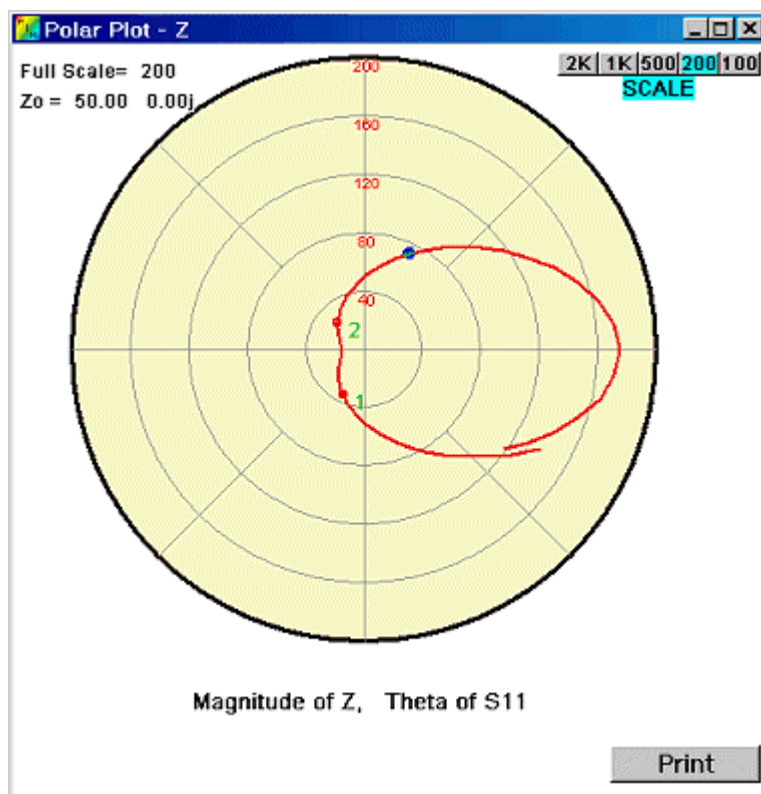 Polar Plot - Z
Full Scale= 200
Zo = 50.00 0.00j
2K 1K 500 200 100
SCALE
200
160
120
80
40
2
1
Magnitude of Z, Theta of S11
Print